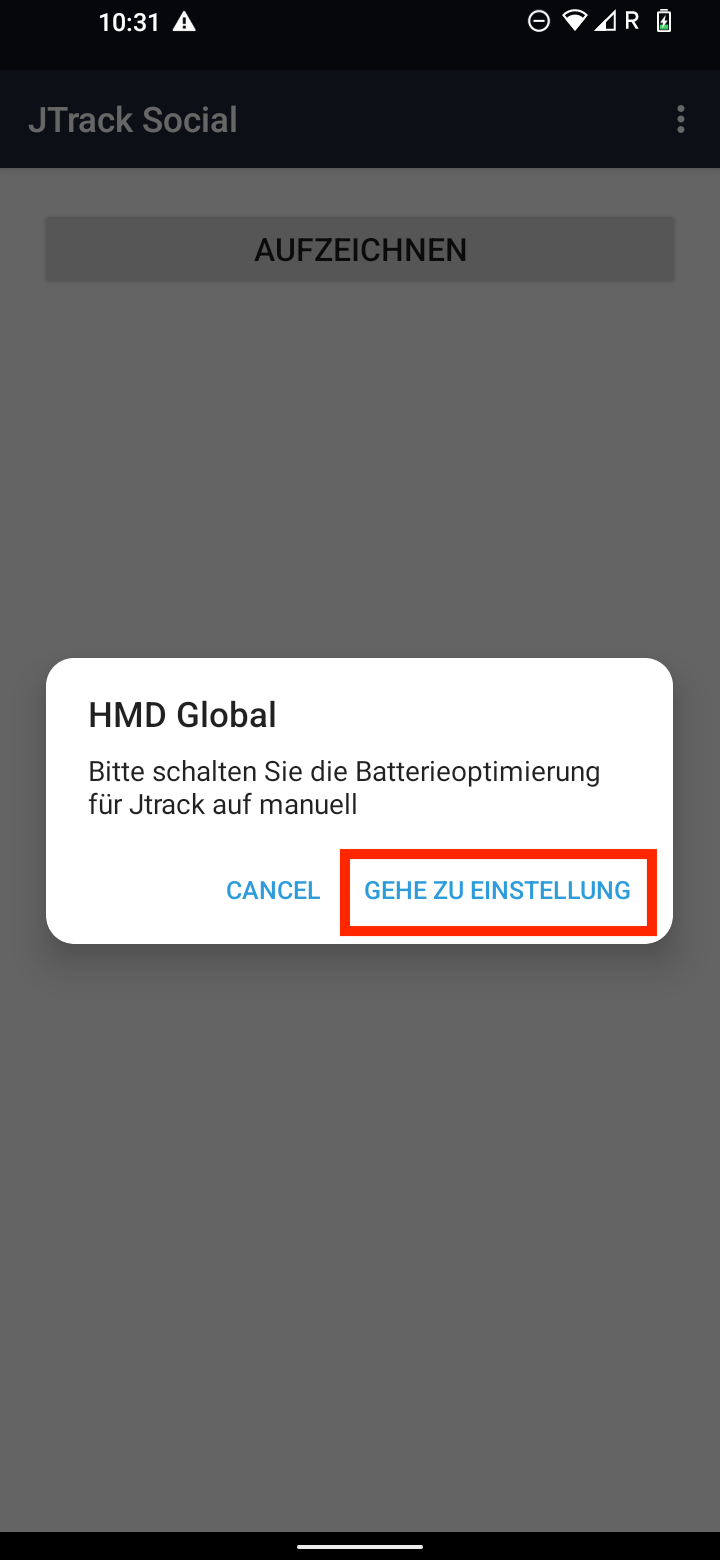 10:31 R
JTrack Social
AUFZEICHNEN
HMD Global
Bitte schalten Sie die Batterieoptimierung
für Jtrack auf manuell
CANCEL GEHE ZU EINSTELLUNG